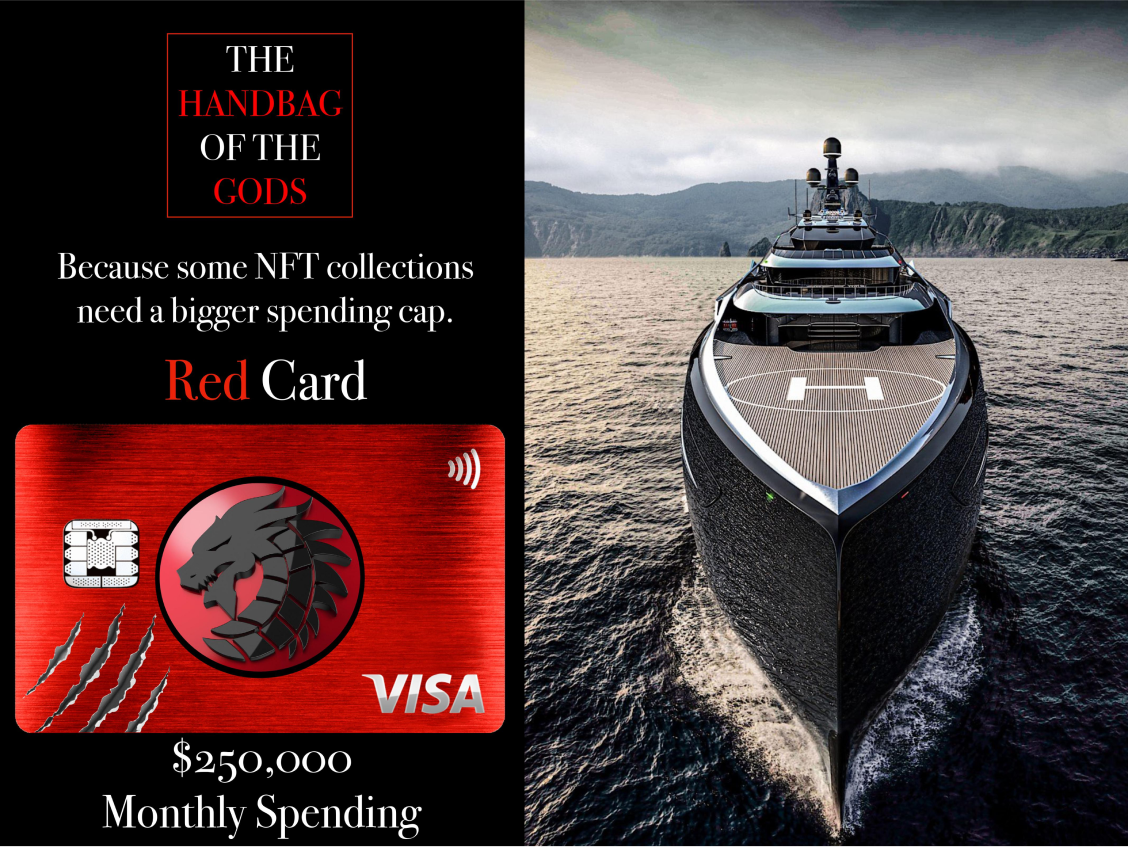 THE
HANDBAG
OF THE
GODS
Because some NFT collections
need a bigger spending cap.
Red Card
VISA
$250,000
Monthly Spending
H